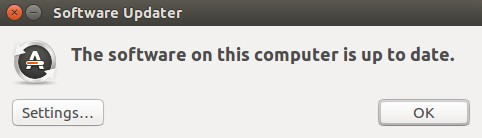 Software Updater
The software on this computer is up to date.
Settings...
OK